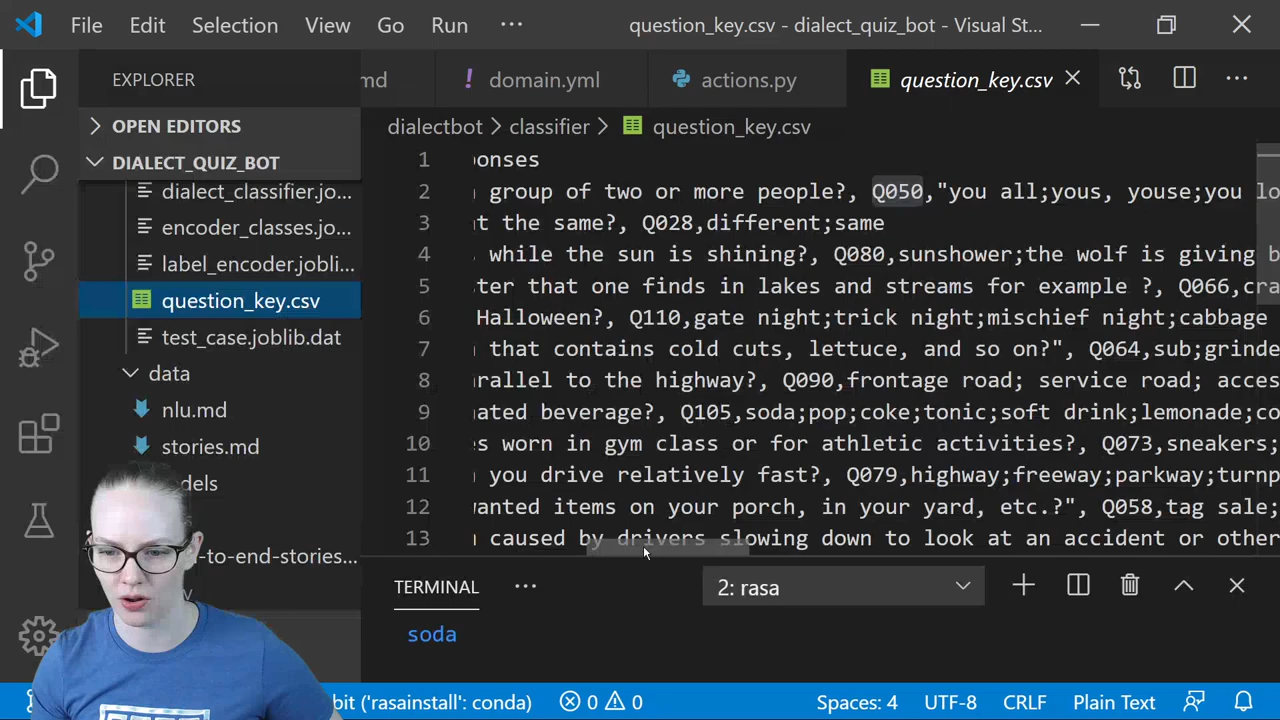 File Edit Selection View Go Run ··· question_key.csv - dialect_quiz_bot - Visual St...
EXPLORER
OPEN EDITORS
DIALECT_QUIZ_BOT
dialect_classifier.jo...
encoder_classes.jo...
label_encoder.jobli...
question_key.csv
test_case.joblib.dat
data
nlu.md
stories.md
dels
-to-end-stories...
md domain.yml actions.py question_key.csv
dialectbot > classifier > question_key.csv
1 ponses
2 group of two or more people?, Q050,"you all;yous, youse;you lo
3 t the same?, Q028,different;same
4 while the sun is shining?, Q080,sunshower;the wolf is giving b
5 ter that one finds in lakes and streams for example ?, Q066,cra
6 Halloween?, Q110,gate night;trick night;mischief night;cabbage
7 that contains cold cuts, lettuce, and so on?", Q064,sub;grinde
8 rallel to the highway?, Q090,frontage road; service road; acces
9 ated beverage?, Q105,soda;pop;coke;tonic;soft drink;lemonade;co
10 s worn in gym class or for athletic activities?, Q073,sneakers;
11 you drive relatively fast?, Q079,highway;freeway;parkway;turnp
12 wanted items on your porch, in your yard, etc.?", Q058,tag sale;
13 caused by drivers slowing down to look at an accident or other
TERMINAL ··· 2: rasa
soda
bit ('rasainstall': conda) 0 0 Spaces: 4 UTF-8 CRLF Plain Text